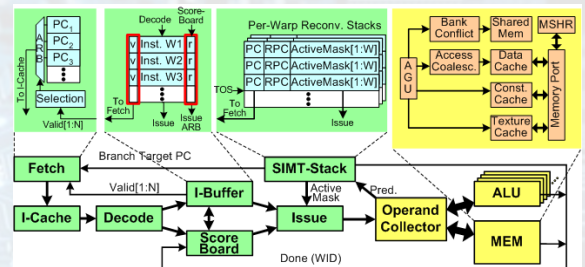 To I-Cache
ARB
PC1
PC2
PC3
Selection
To Fetch
Valid[1:N]
Decode
Score-Board
v Inst. W1 r
v Inst. W2 r
v Inst. W3 r
To Fetch
Issue
Issue ARB
Per-Warp Reconv. Stacks
PC RPC ActiveMask[1:W]
PC RPC ActiveMask[1:W]
PC RPC ActiveMask[1:W]
TOS
Issue
AGU
Bank Conflict
Shared Mem
MSHR
Access Coalesc.
Data Cache
Const. Cache
Texture Cache
Memory Port
Fetch
Branch Target PC
SIMT-Stack
Valid[1:N]
I-Buffer
Active Mask
Pred.
ALU
I-Cache
Decode
Issue
Operand Collector
Score Board
MEM
Done (WID)